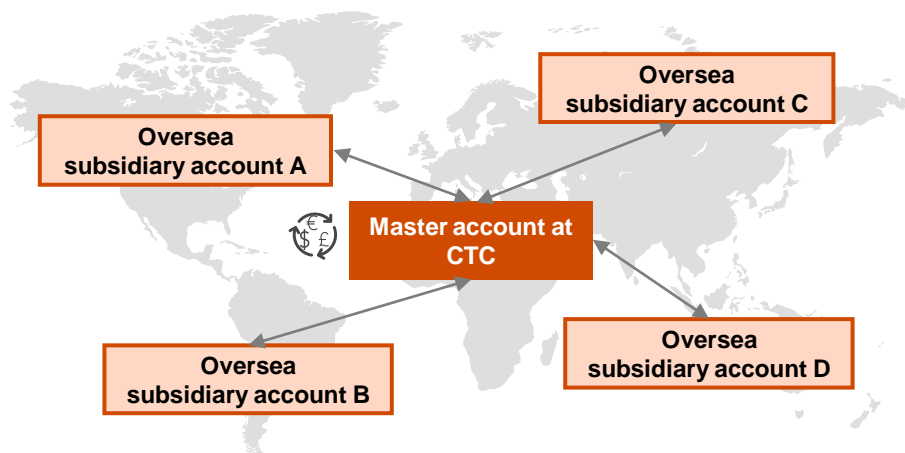 Oversea
subsidiary account C
Oversea
subsidiary account A
Master account at
CTC
€
$ £
Oversea
subsidiary account D
Oversea
subsidiary account B